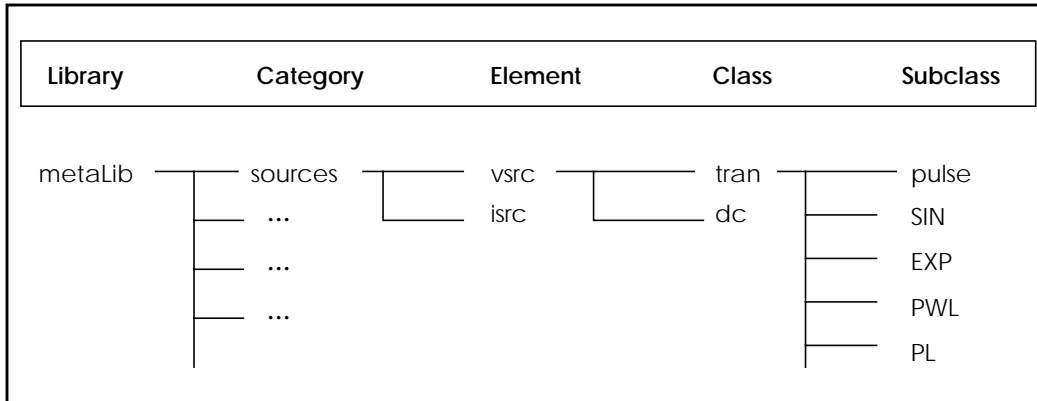 Library Category Element Class Subclass
metaLib sources vsrc tran pulse
... isrc dc SIN
... EXP
... PWL
PL